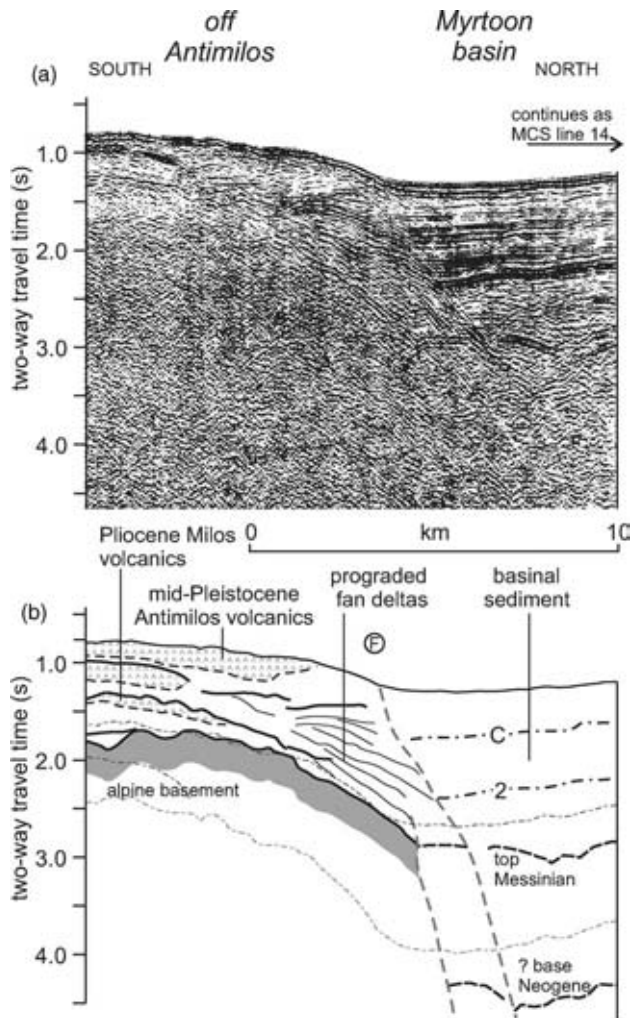 off
Antimilos
Myrtoon
basin
(a)
SOUTH
NORTH
continues as
MCS line 14
two-way travel time (s)
1.0
2.0
3.0
4.0
0
km
10
Pliocene Milos
volcanics
(b)
mid-Pleistocene
Antimilos volcanics
prograded
fan deltas
basinal
sediment
F
two-way travel time (s)
1.0
2.0
3.0
4.0
C
2
alpine basement
top
Messinian
? base
Neogene